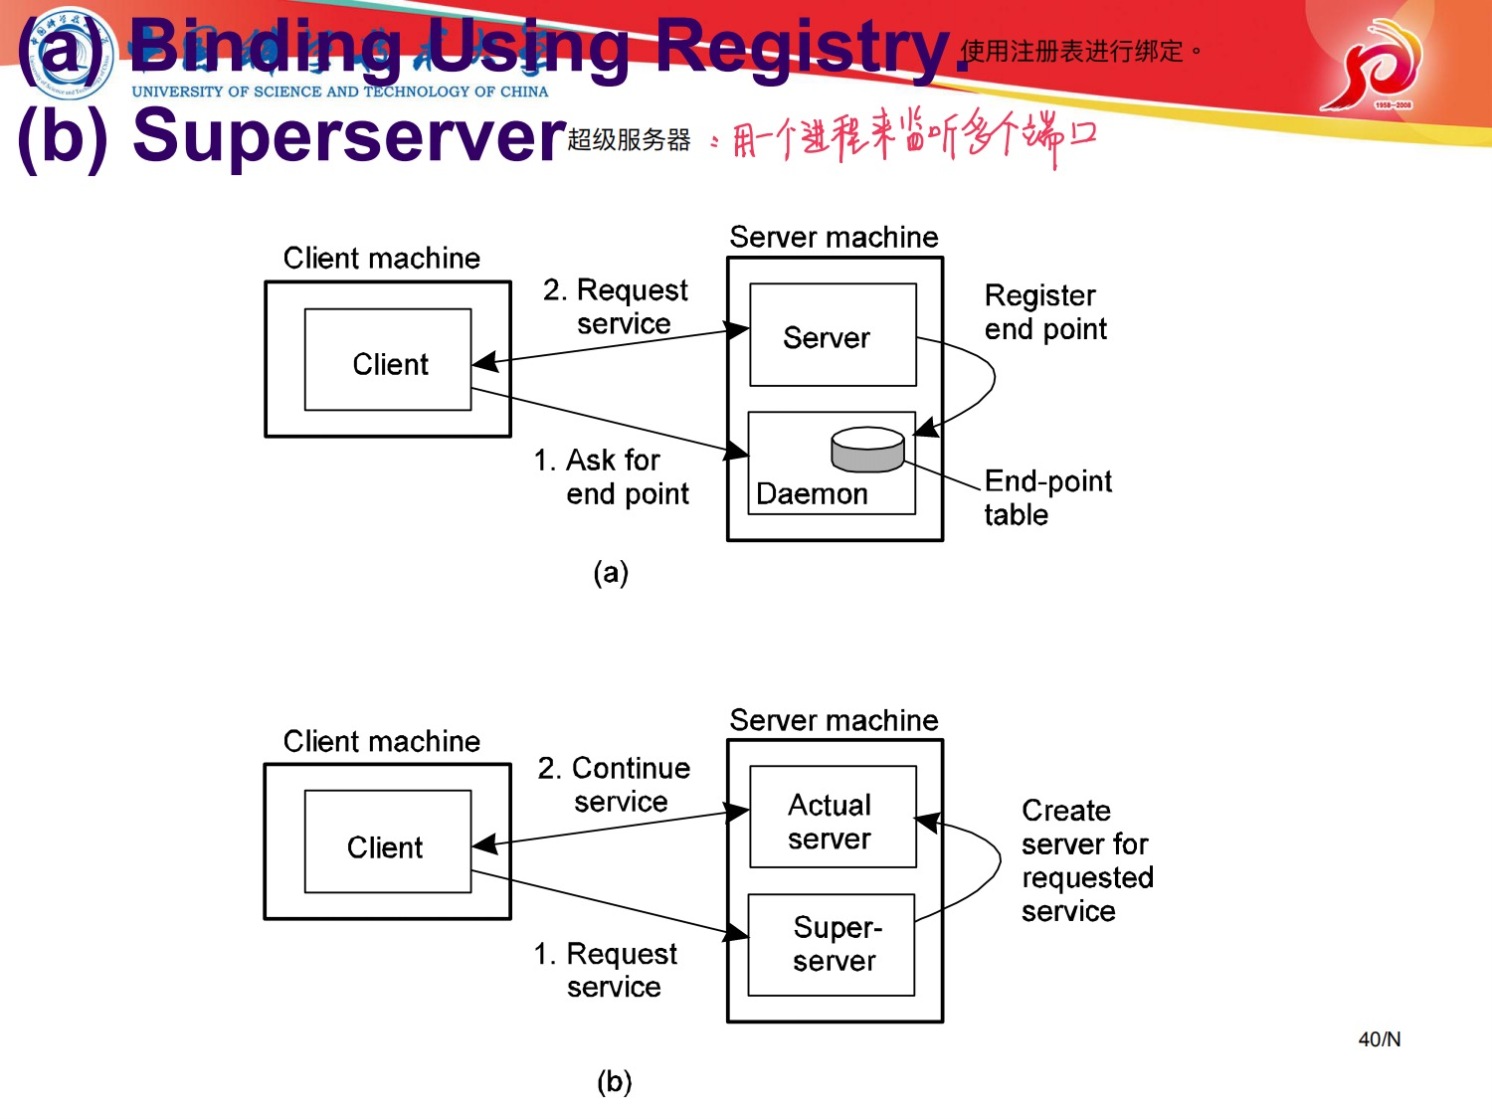 (a) Binding Using Registry. 使用注册表进行绑定。
UNIVERSITY OF SCIENCE AND TECHNOLOGY OF CHINA
1958—2008
(b) Superserver 超级服务器 : 用一个进程来监听多个端口
Server machine
Client machine
2. Request
service
Register
end point
Server
Client
1. Ask for
end point
Daemon
End-point
table
(a)
Server machine
Client machine
2. Continue
service
Actual
server
Create
server for
requested
service
Client
Super-
server
1. Request
service
40/N
(b)